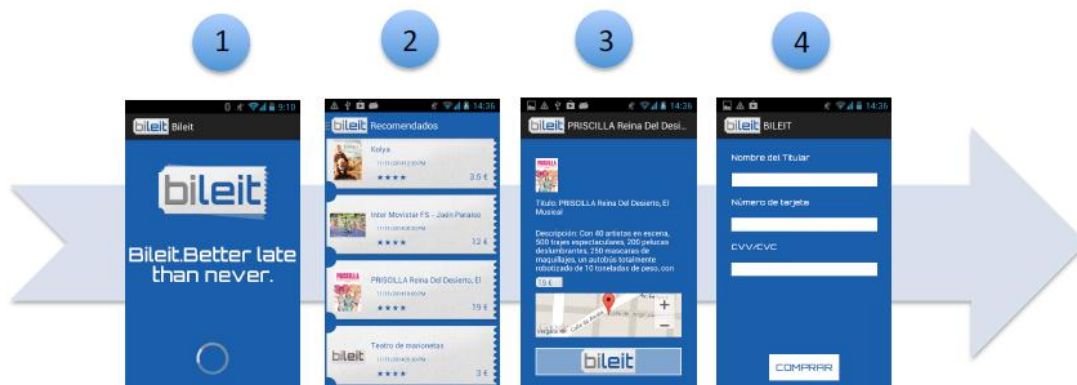 1
2
3
4
9:10
bileit Bileit
bileit
Bileit.Better late
than never.
14:36
bileit Recomendados
Kolya
3.5 €
Inter Movistar FS - Jaén Paraíso
12 €
PRISCILLA Reina Del Desierto, El
19 €
bileit
Teatro de marionetas
3 €
14:36
bileit PRISCILLA Reina Del Desi...
PRISCILLA
Título: PRISCILLA Reina Del Desierto, El
Musical
Descripción: Con 40 artistas en escena,
500 trajes espectaculares, 200 pelucas
deslumbrantes, 250 mascaras de
maquillajes, un autobús totalmente
robotizado de 10 toneladas de peso, con
19 €
+
−
bileit
14:36
bileit BILEIT
Nombre del Titular
Número de tarjeta
CVV/CVC
COMPRAR